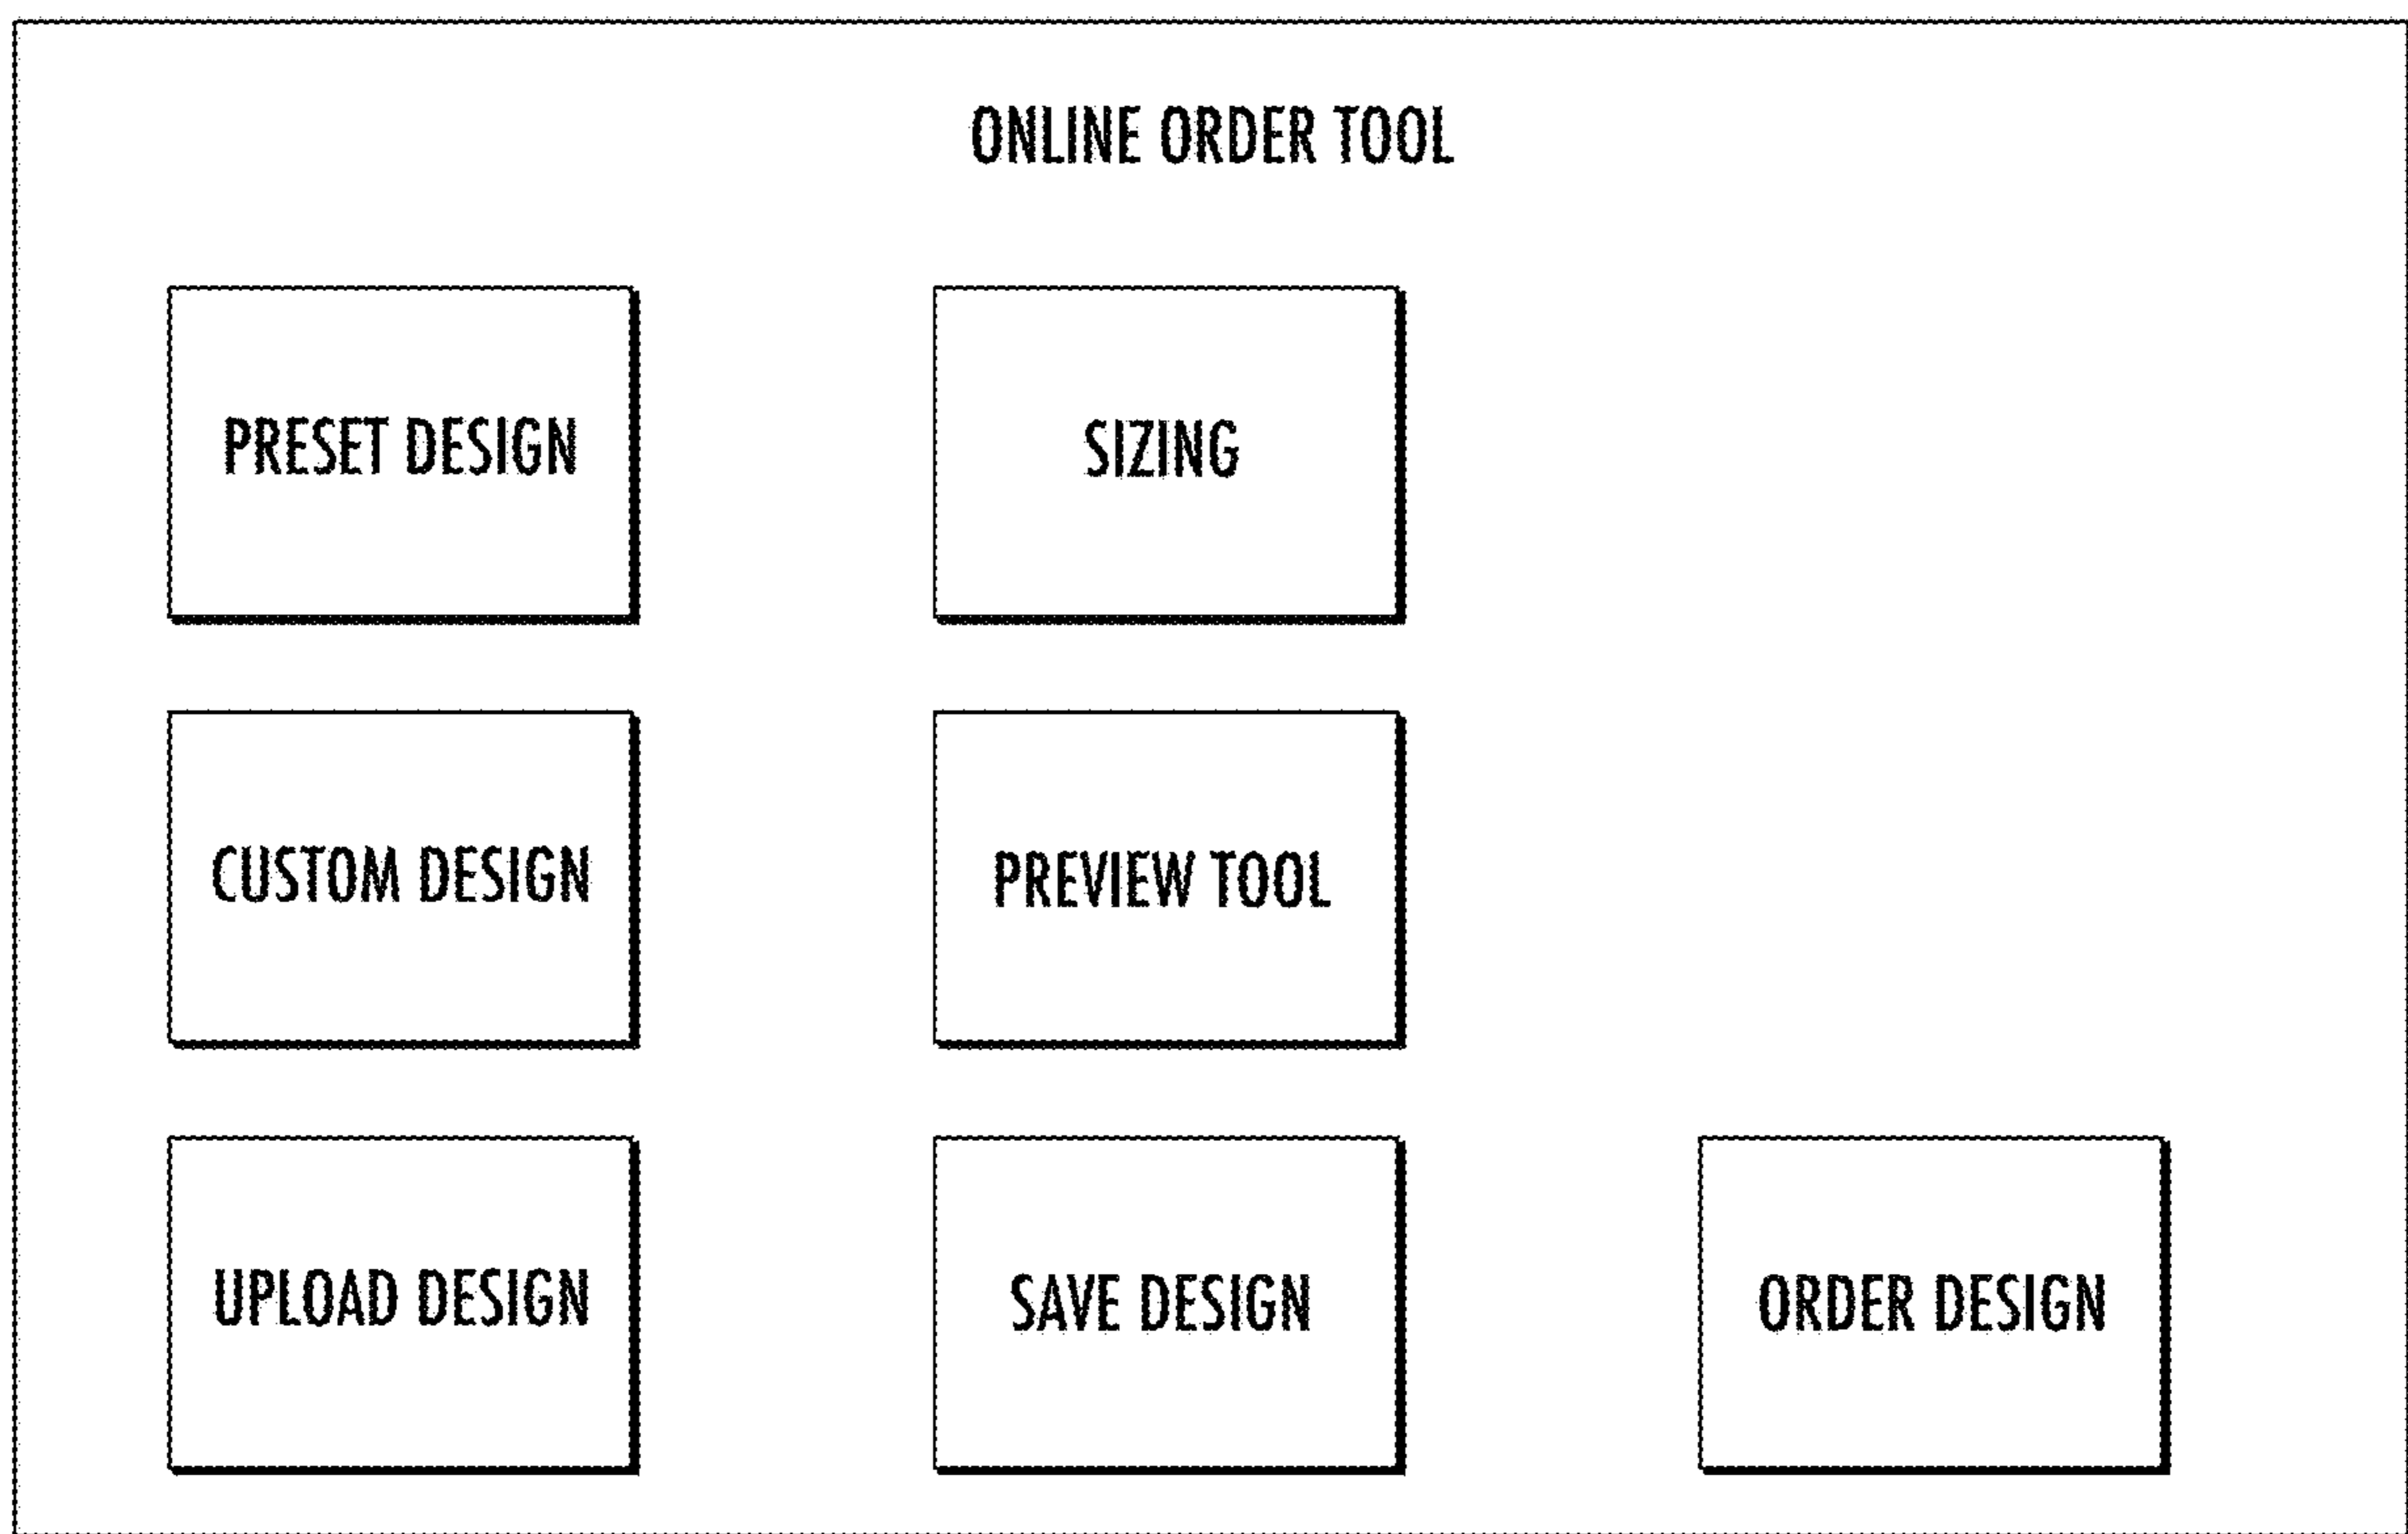 ONLINE ORDER TOOL
PRESET DESIGN
SIZING
CUSTOM DESIGN
PREVIEW TOOL
UPLOAD DESIGN
SAVE DESIGN
ORDER DESIGN